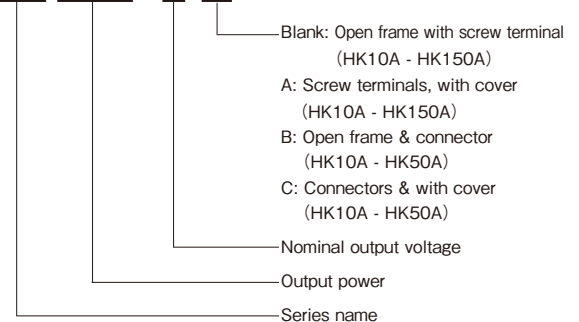 Blank: Open frame with screw terminal
(HK10A - HK150A)
A: Screw terminals, with cover
(HK10A - HK150A)
B: Open frame & connector
(HK10A - HK50A)
C: Connectors & with cover
(HK10A - HK50A)
Nominal output voltage
Output power
Series name